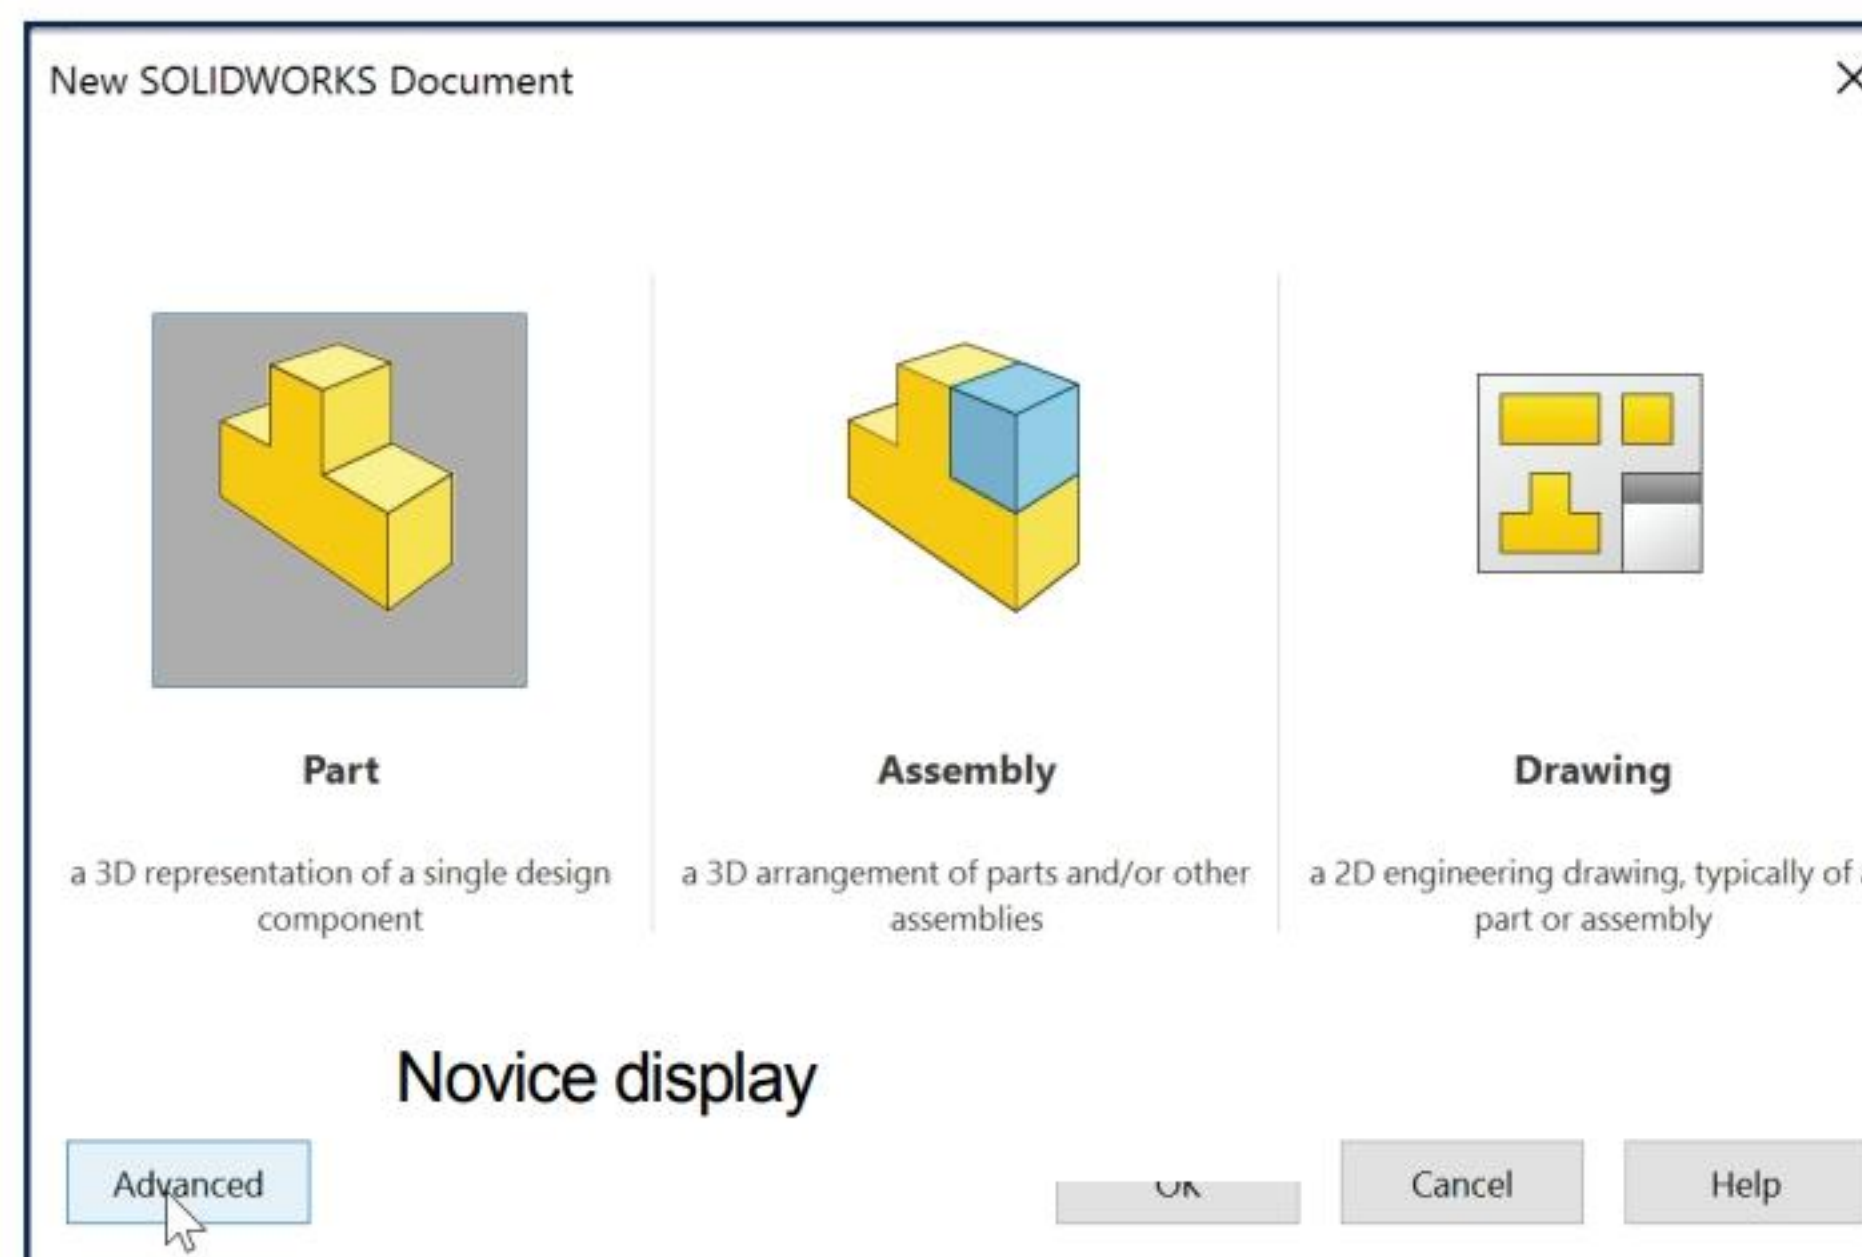 New SOLIDWORKS Document
Part
a 3D representation of a single design
component
Assembly
a 3D arrangement of parts and/or other
assemblies
Drawing
a 2D engineering drawing, typically of
part or assembly
Novice display
Advanced
OK
Cancel
Help